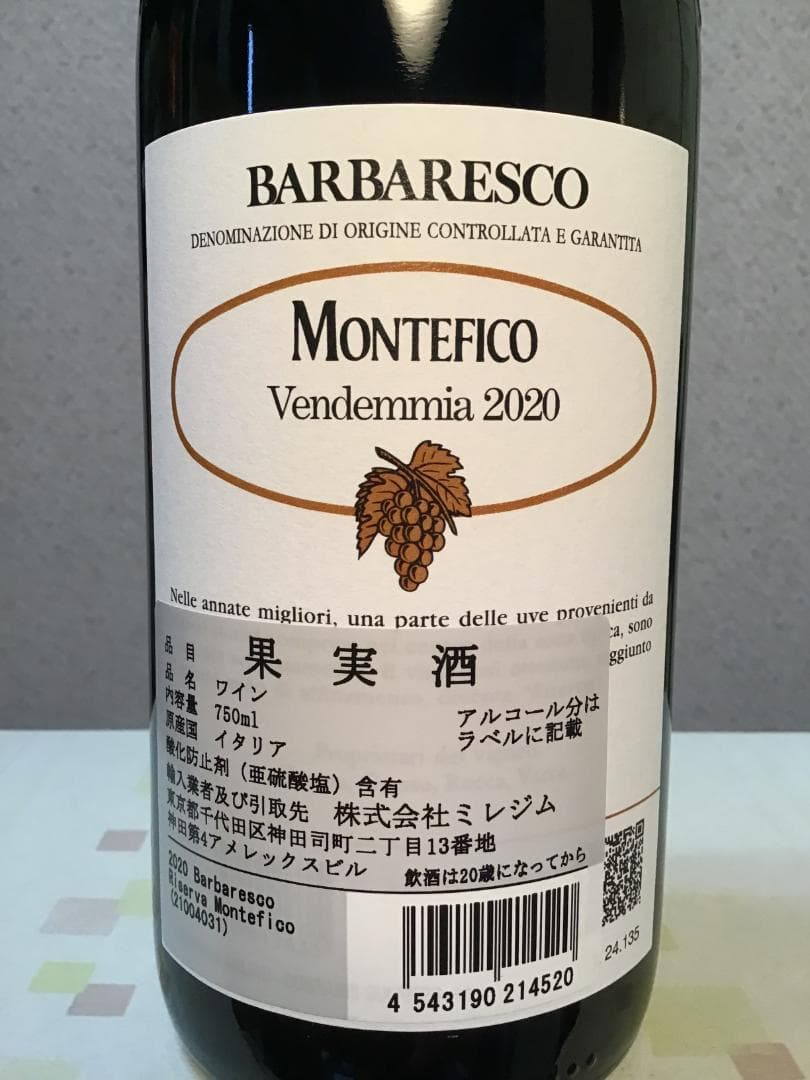 BARBARESCO
DENOMINAZIONE DI ORIGINE CONTROLLATA E GARANTITA
MONTEFICO
Vendemmia 2020
Nelle annate migliori, una parte delle uve provenienti da
ca, sono
ggiunto
品目 果実酒
品名 ワイン
内容量 750ml
アルコール分は
ラベルに記載
原産国 イタリア
酸化防止剤（亜硫酸塩）含有
輸入業者及び引取先 株式会社ミレジム
東京都千代田区神田司町二丁目13番地
神田第4アメレックスビル
飲酒は20歳になってから
2020 Barbaresco
Riserva Montefico
(21004031)
4 543190 214520
24.135